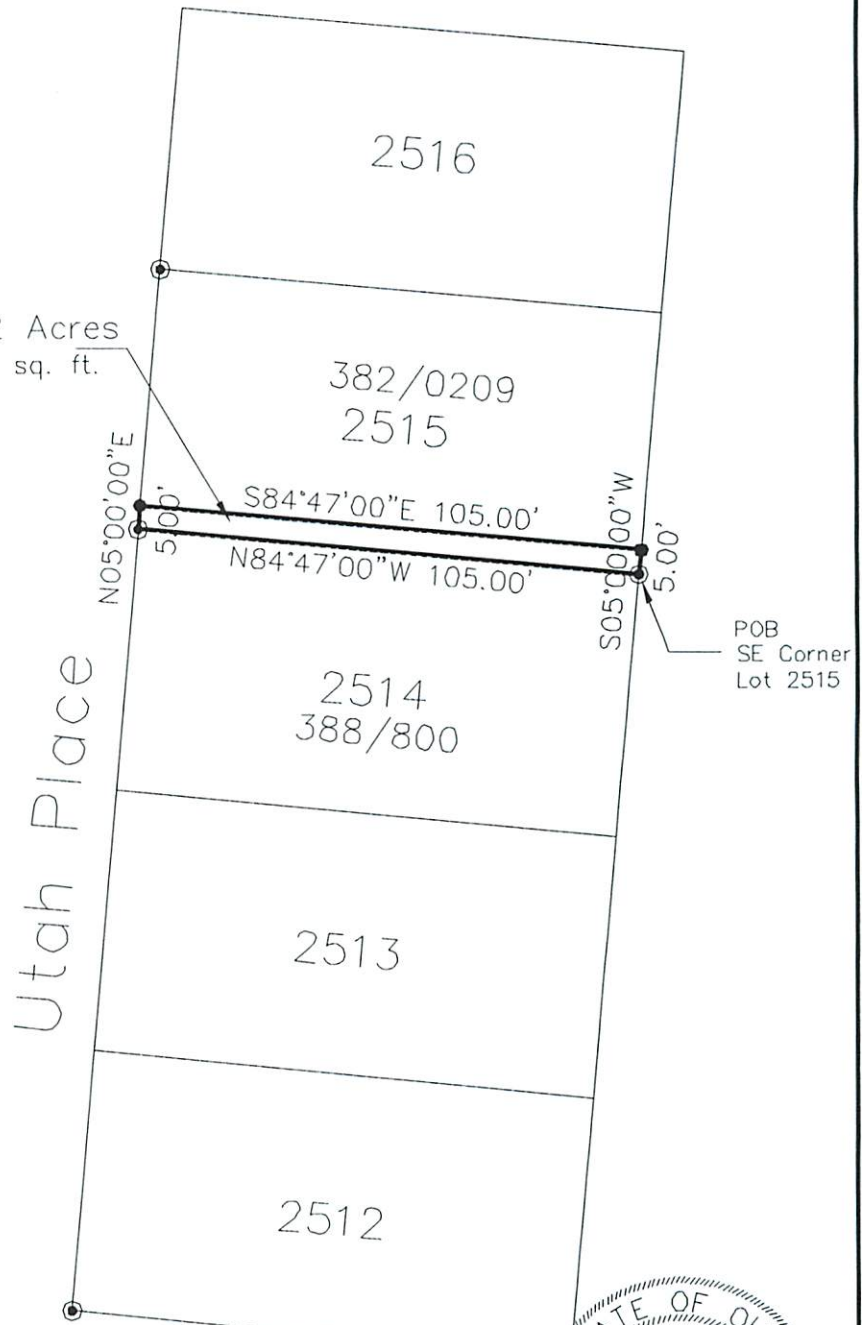 2516
Acres
sq. ft.
382/0209
2515
N05°00'00"E
5.00'
S84°47'00"E 105.00'
N84°47'00"W 105.00'
S05°00'00"W
5.00'
POB
SE Corner
Lot 2515
2514
388/800
Utah Place
2513
2512
OF